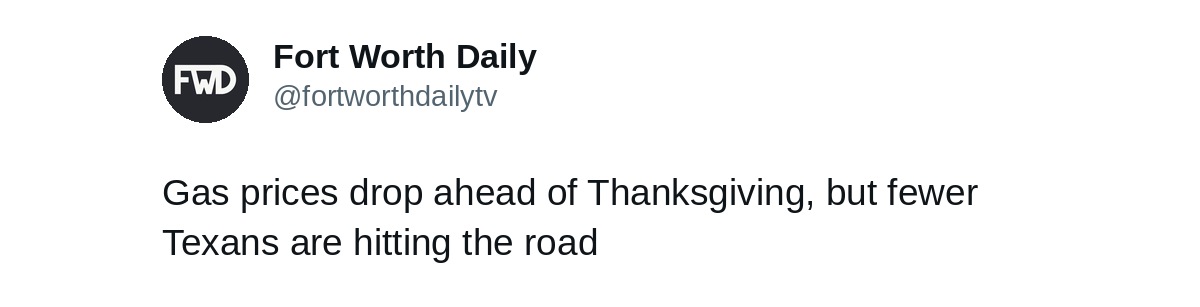 FWD
Fort Worth Daily
@fortworthdailytv
Gas prices drop ahead of Thanksgiving, but fewer
Texans are hitting the road